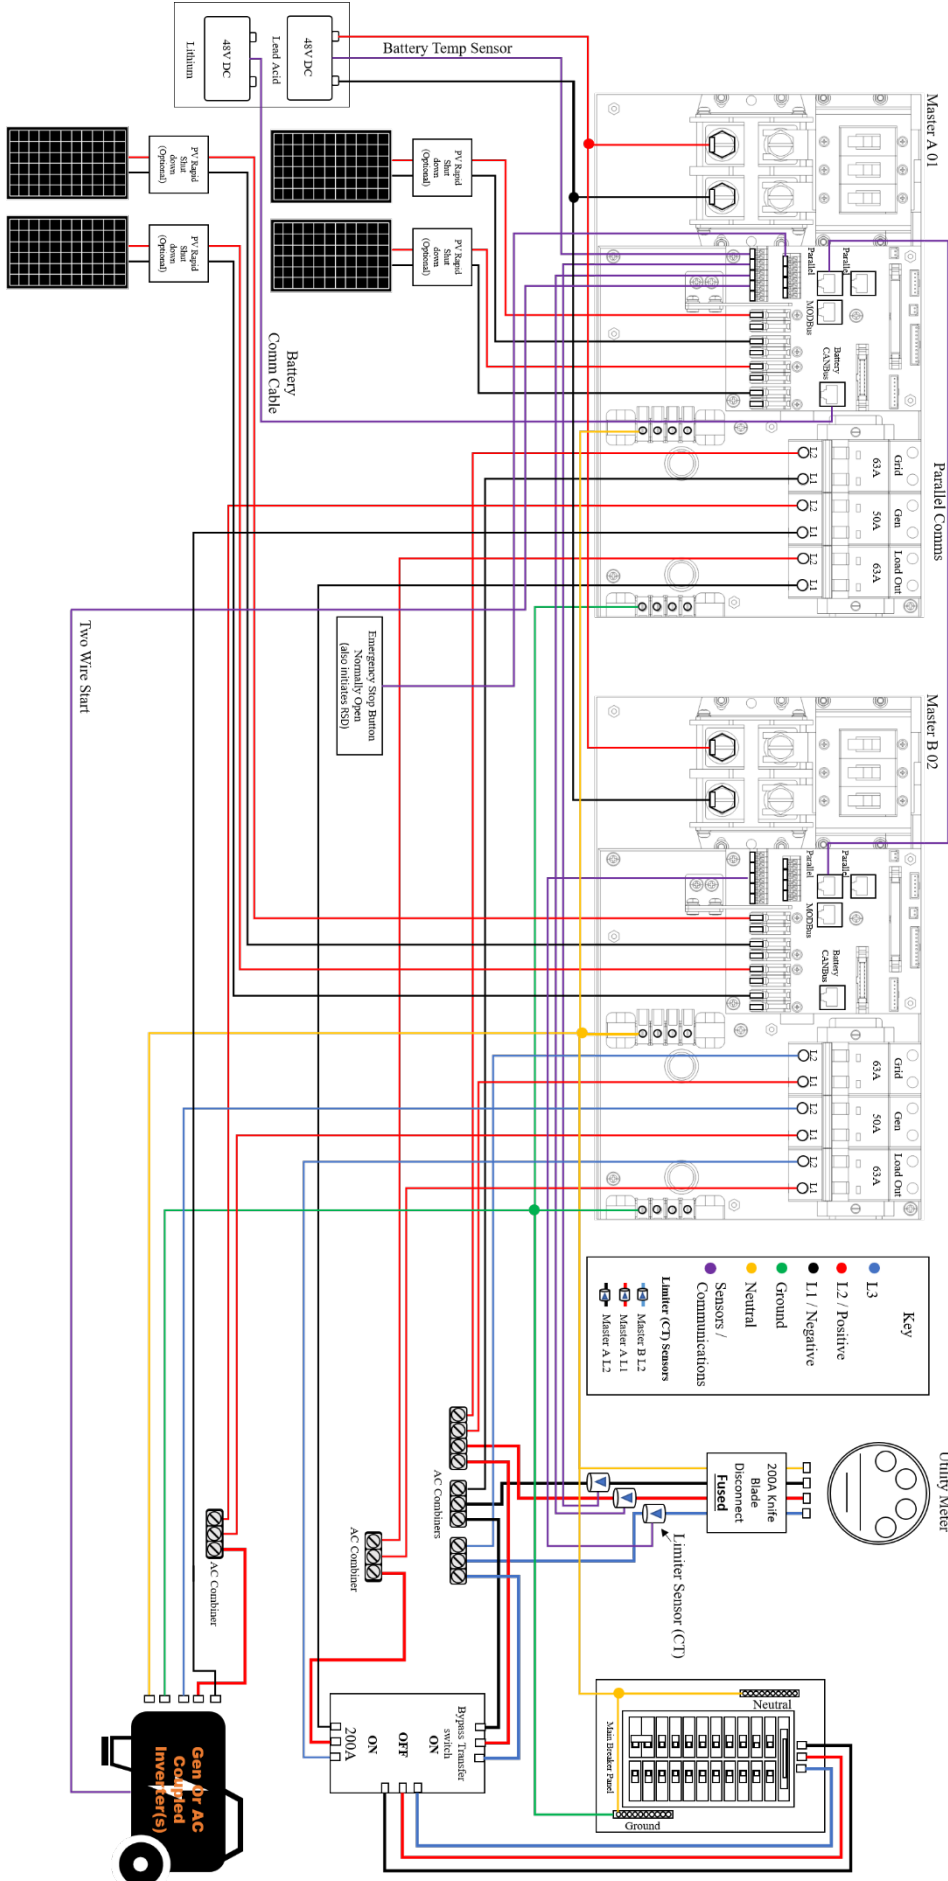 Battery Temp Sensor
48V DC
Lead Acid
48V DC
Lithium
PV Rapid
Shut
down
(Optional)
PV Rapid
Shut
down
(Optional)
PV Rapid
Shut
down
(Optional)
PV Rapid
Shut
down
(Optional)
Battery
Comm Cable
Master A 01
Parallel
Parallel
MODBus
Battery
CANBus
L2
L1
63A
Grid
L2
L1
50A
Gen
L2
L1
63A
Load Out
Parallel Comms
Two Wire Start
Emergency Stop Button
Normally Open
(also initiates RSD)
Master B 02
Parallel
Parallel
MODBus
Battery
CANBus
L2
L1
63A
Grid
L2
L1
50A
Gen
L2
L1
63A
Load Out
Key
L3
L2 / Positive
L1 / Negative
Ground
Neutral
Sensors /
Communications
Limiter (CT) Sensors
Master B L2
Master A L1
Master A L2
Utility Meter
200A Knife
Blade
Disconnect
Fused
Limiter Sensor (CT)
AC Combiners
AC Combiner
AC Combiner
Bypass Transfer
switch
ON
OFF
ON
200A
Neutral
Main Breaker Panel
Ground
Gen Or AC
Coupled
Inverter(s)